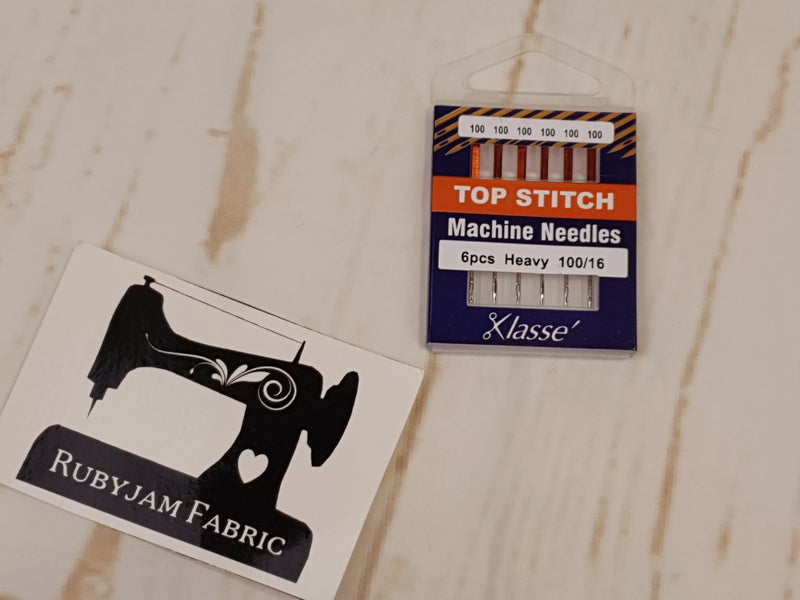 100 100 100 100 100 100
TOP STITCH
Machine Needles
6pcs Heavy 100/16
Klasse'
RUBYJAM FABRIC